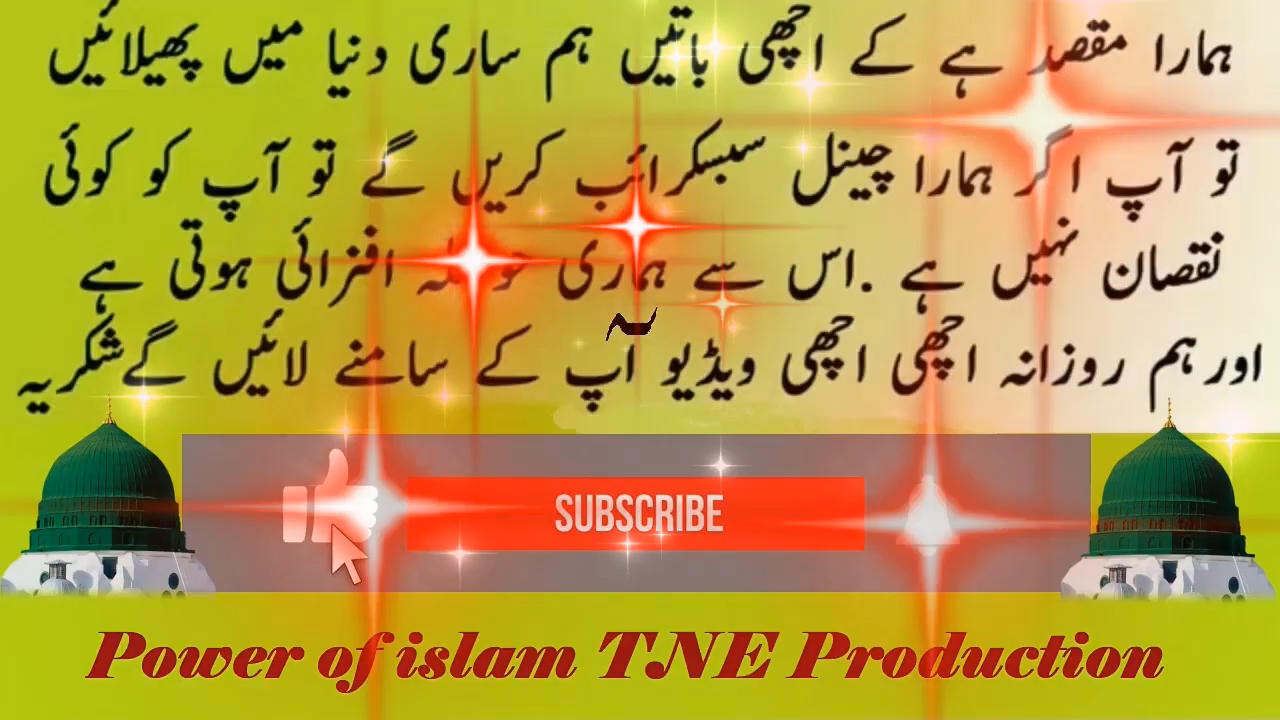 ہمارا مقصد ہے کے اچھی باتیں ہم ساری دنیا میں پھیلائیں
تو آپ اگر ہمارا چینل سبسکرائب کریں گے تو آپ کو کوئی
نقصان نہیں ہے .اس سے ہماری حوصلہ افزائی ہوتی ہے
اور ہم روزانہ اچھی اچھی ویڈیو آپ کے سامنے لائیں گے شکریہ
SUBSCRIBE
Power of islam TNE Production